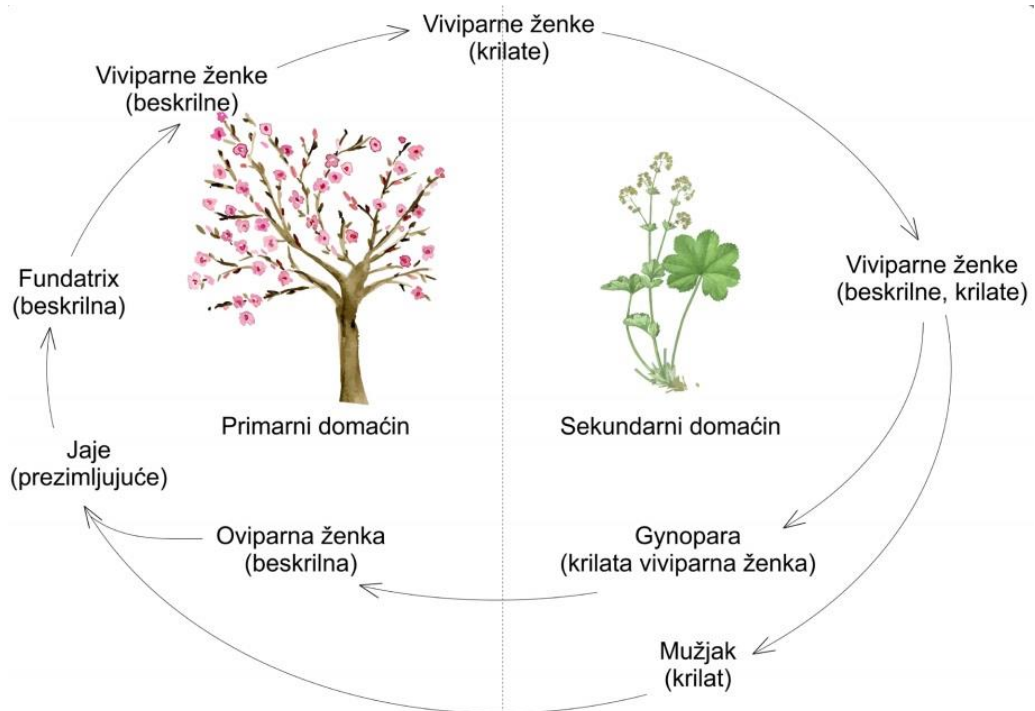 Viviparne ženke
(krilate)
Viviparne ženke
(beskrilne)
Viviparne ženke
(beskrilne, krilate)
Fundatrix
(beskrilna)
Primarni domaćin
Sekundarni domaćin
Jaje
(prezimljujuće)
Oviparna ženka
(beskrilna)
Gynopara
(krilata viviparna ženka)
Mužjak
(krilat)